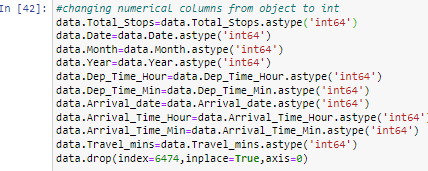 In [42]: #changing numerical columns from object to int
data.Total_Stops=data.Total_Stops.astype('int64')
data.Date=data.Date.astype('int64')
data.Month=data.Month.astype('int64')
data.Year=data.Year.astype('int64')
data.Dep_Time_Hour=data.Dep_Time_Hour.astype('int64')
data.Dep_Time_Min=data.Dep_Time_Min.astype('int64')
data.Arrival_date=data.Arrival_date.astype('int64')
data.Arrival_Time_Hour=data.Arrival_Time_Hour.astype('int64')
data.Arrival_Time_Min=data.Arrival_Time_Min.astype('int64')
data.Travel_mins=data.Travel_mins.astype('int64')
data.drop(index=6474,inplace=True,axis=0)